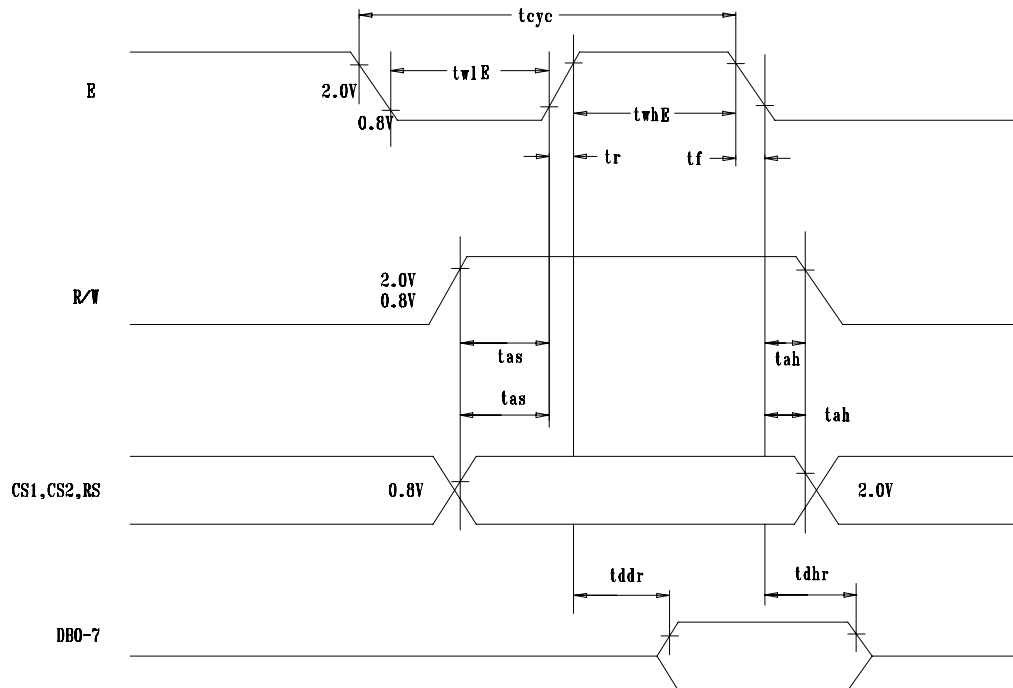 tcyc
E
twlE
2.0V
0.8V
twhE
tr
tf
R/W
2.0V
0.8V
tas
tah
tas
tah
CS1,CS2,RS
0.8V
2.0V
tddr
tdhr
DB0-7